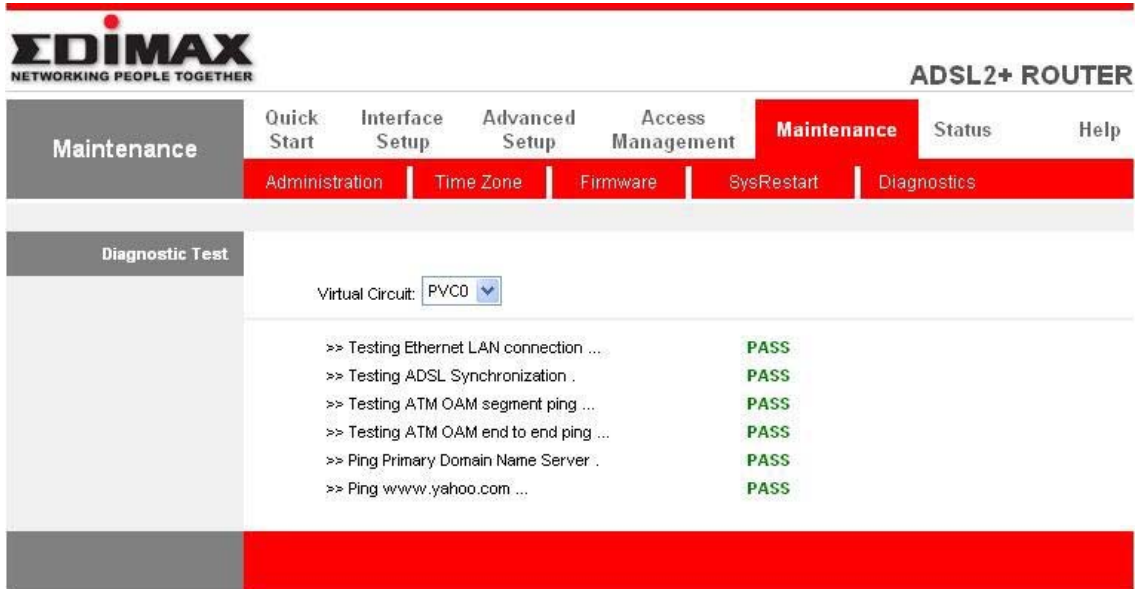 EDIMAX
NETWORKING PEOPLE TOGETHER
ADSL2+ ROUTER
Maintenance
Quick Start
Interface Setup
Advanced Setup
Access Management
Maintenance
Status
Help
Administration
Time Zone
Firmware
SysRestart
Diagnostics
Diagnostic Test
Virtual Circuit: PVC0
>> Testing Ethernet LAN connection ... PASS
>> Testing ADSL Synchronization . PASS
>> Testing ATM OAM segment ping ... PASS
>> Testing ATM OAM end to end ping ... PASS
>> Ping Primary Domain Name Server . PASS
>> Ping www.yahoo.com ... PASS